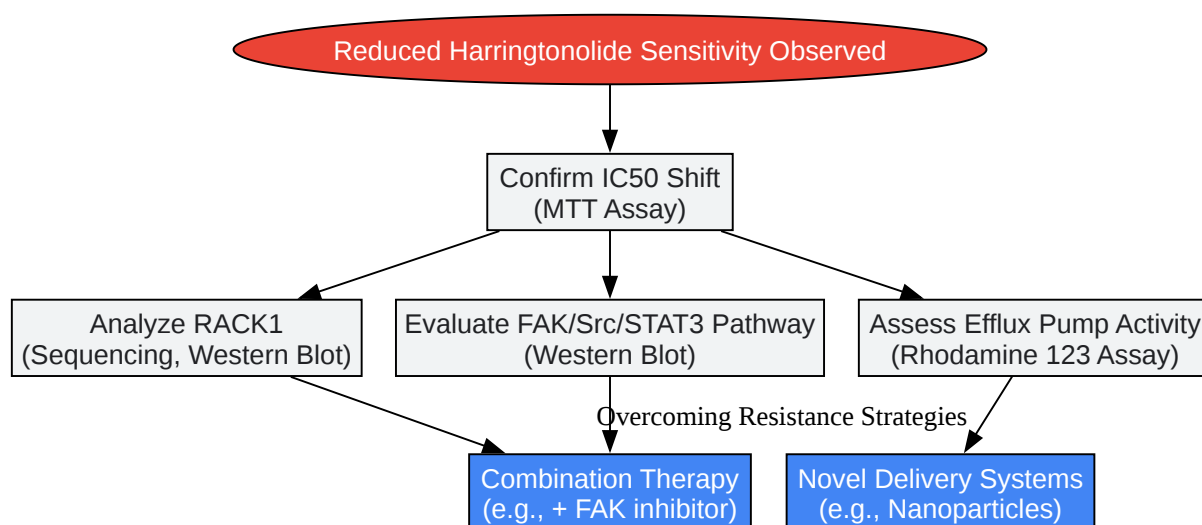 Reduced Harringtonolide Sensitivity Observed
Confirm IC50 Shift
(MTT Assay)
Analyze RACK1
(Sequencing, Western Blot)
Evaluate FAK/Src/STAT3 Pathway
(Western Blot)
Assess Efflux Pump Activity
(Rhodamine 123 Assay)
Overcoming Resistance Strategies
Combination Therapy
(e.g., + FAK inhibitor)
Novel Delivery Systems
(e.g., Nanoparticles)